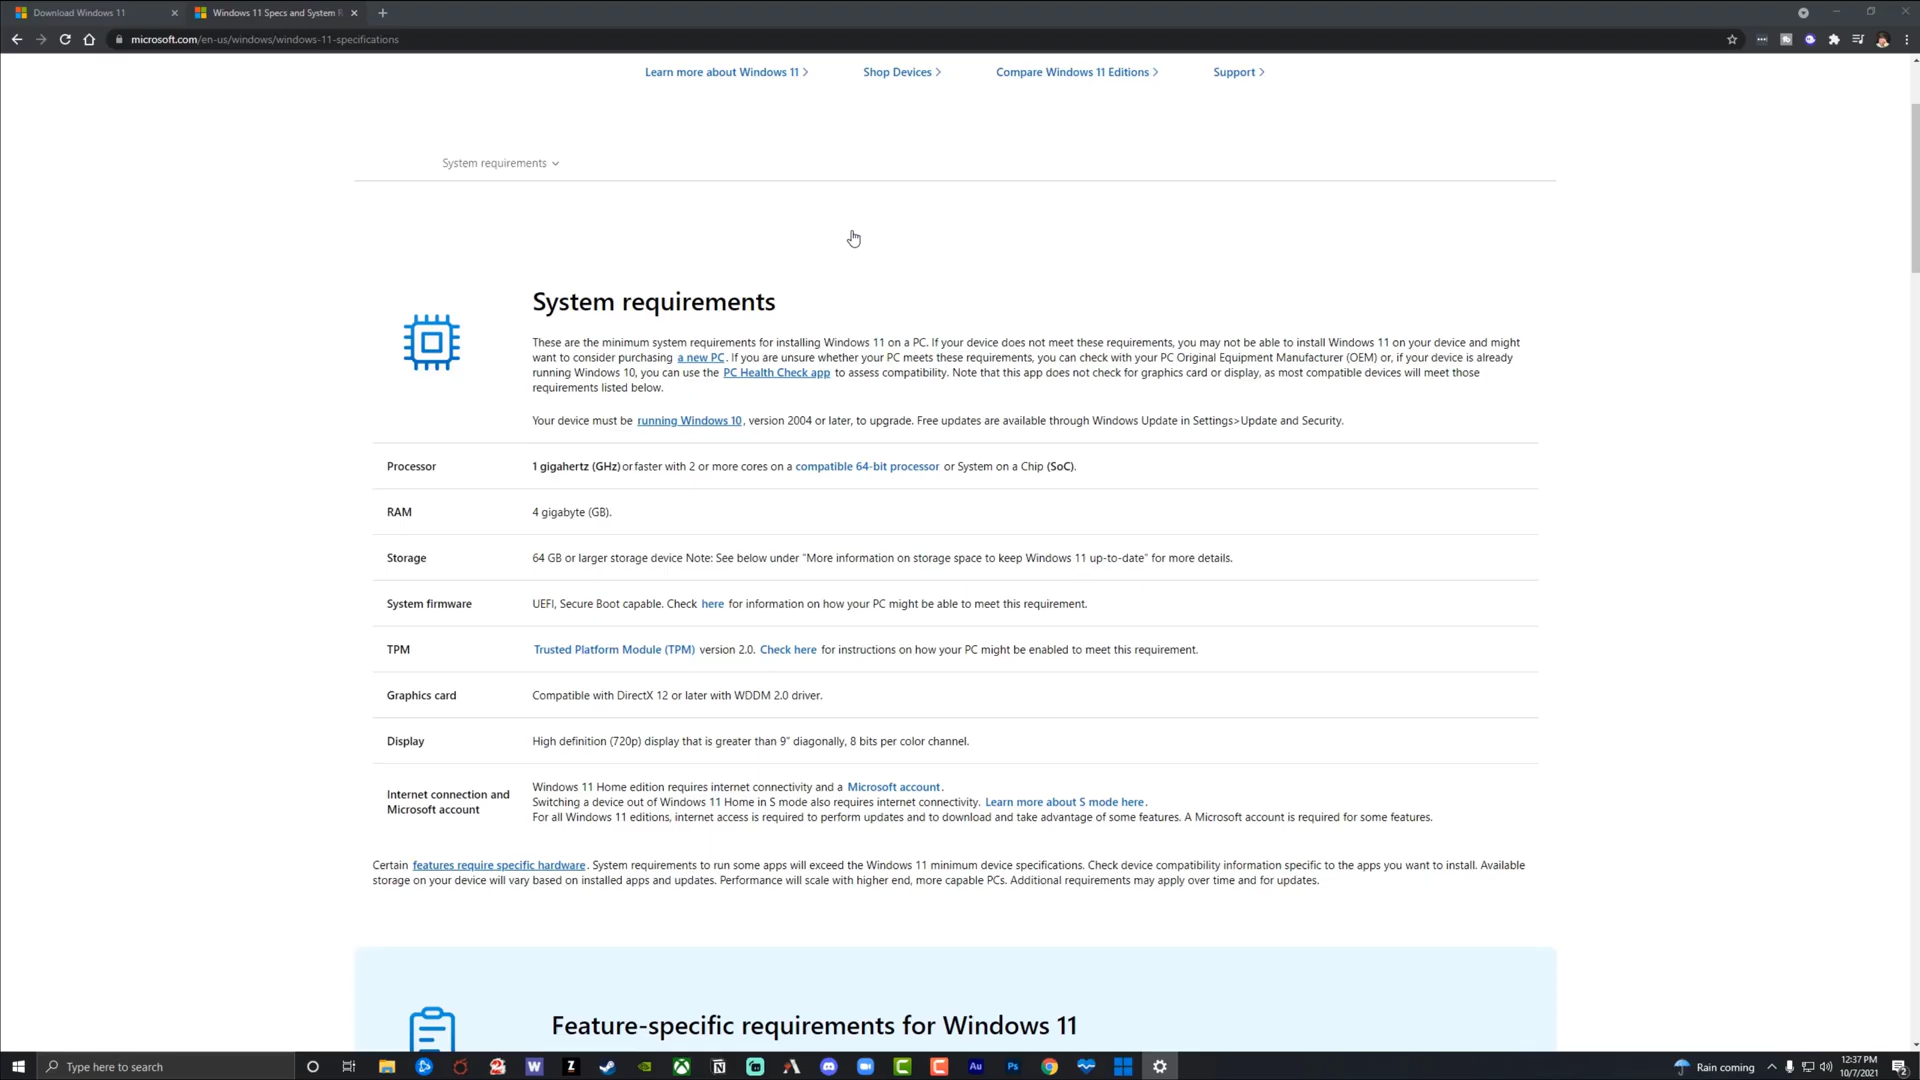 Download Windows 11
Windows 11 Specs and System R
microsoft.com/en-us/windows/windows-11-specifications
Learn more about Windows 11
Shop Devices
Compare Windows 11 Editions
Support
System requirements
System requirements
These are the minimum system requirements for installing Windows 11 on a PC. If your device does not meet these requirements, you may not be able to install Windows 11 on your device and might
want to consider purchasing a new PC. If you are unsure whether your PC meets these requirements, you can check with your PC Original Equipment Manufacturer (OEM) or, if your device is already
running Windows 10, you can use the PC Health Check app to assess compatibility. Note that this app does not check for graphics card or display, as most compatible devices will meet those
requirements listed below.
Your device must be running Windows 10, version 2004 or later, to upgrade. Free updates are available through Windows Update in Settings>Update and Security.
Processor
1 gigahertz (GHz) or faster with 2 or more cores on a compatible 64-bit processor or System on a Chip (SoC).
RAM
4 gigabyte (GB).
Storage
64 GB or larger storage device Note: See below under “More information on storage space to keep Windows 11 up-to-date” for more details.
System firmware
UEFI, Secure Boot capable. Check here for information on how your PC might be able to meet this requirement.
TPM
Trusted Platform Module (TPM) version 2.0. Check here for instructions on how your PC might be enabled to meet this requirement.
Graphics card
Compatible with DirectX 12 or later with WDDM 2.0 driver.
Display
High definition (720p) display that is greater than 9” diagonally, 8 bits per color channel.
Internet connection and
Microsoft account
Windows 11 Home edition requires internet connectivity and a Microsoft account.
Switching a device out of Windows 11 Home in S mode also requires internet connectivity. Learn more about S mode here.
For all Windows 11 editions, internet access is required to perform updates and to download and take advantage of some features. A Microsoft account is required for some features.
Certain features require specific hardware. System requirements to run some apps will exceed the Windows 11 minimum device specifications. Check device compatibility information specific to the apps you want to install. Available
storage on your device will vary based on installed apps and updates. Performance will scale with higher end, more capable PCs. Additional requirements may apply over time and for updates.
Feature-specific requirements for Windows 11
Type here to search
W
Z
Au
Ps
Rain coming
12:37 PM
10/7/2021
2